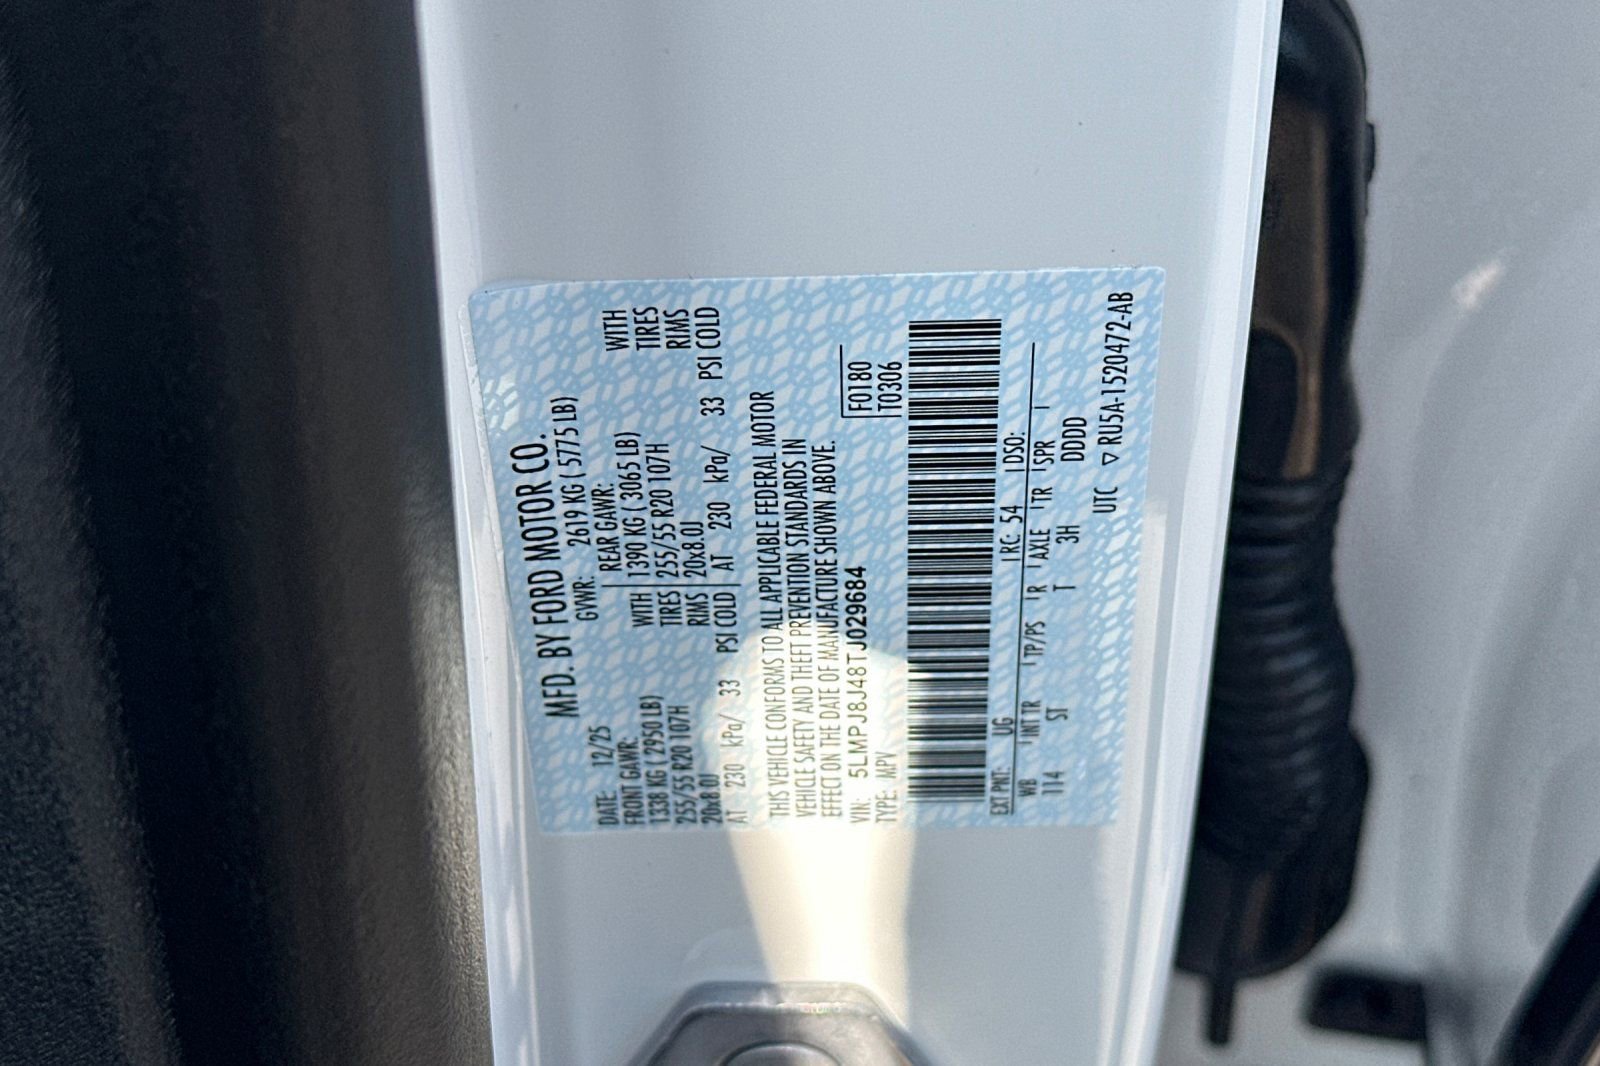 MFD. BY FORD MOTOR CO.
DATE: 12/25 GVWR: 2619 KG ( 5775 LB)
FRONT GAWR: REAR GAWR:
1338 KG ( 2950 LB) WITH 1390 KG ( 3065 LB) WITH
255/55 R20 107H TIRES 255/55 R20 107H TIRES
20x8.0J RIMS 20x8.0J RIMS
AT 230 kPa/ 33 PSI COLD AT 230 kPa/ 33 PSI COLD
THIS VEHICLE CONFORMS TO ALL APPLICABLE FEDERAL MOTOR
VEHICLE SAFETY AND THEFT PREVENTION STANDARDS IN
EFFECT ON THE DATE OF MANUFACTURE SHOWN ABOVE.
VIN: 5LMPJ8J48TJ029684 F0180
TYPE: MPV T0306
EXT PNT: UG RC: 54 DSO:
WB INT TR TP/PS R AXLE TR SPR
114 ST T 3H DDDD
UTC ▽ RU5A-1520472-AB